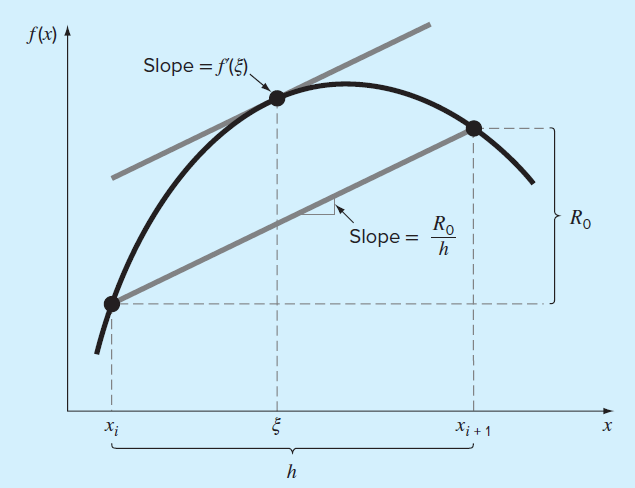 f(x)
Slope = f′(ξ)
R₀
Slope = R₀/h
xᵢ
ξ
xᵢ ₊ ₁
x
h